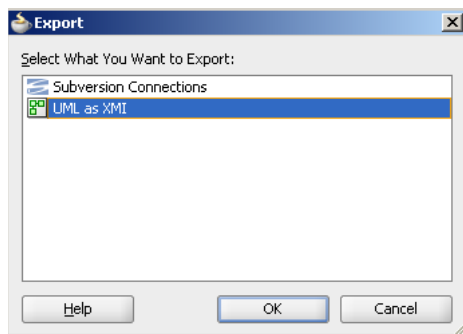 Export
Select What You Want to Export:
Subversion Connections
UML as XMI
Help
OK
Cancel